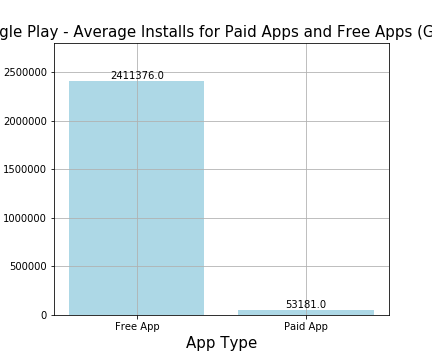 gle Play - Average Installs for Paid Apps and Free Apps (G
2500000
2000000
1500000
1000000
500000
0
2411376.0
53181.0
Free App
Paid App
App Type